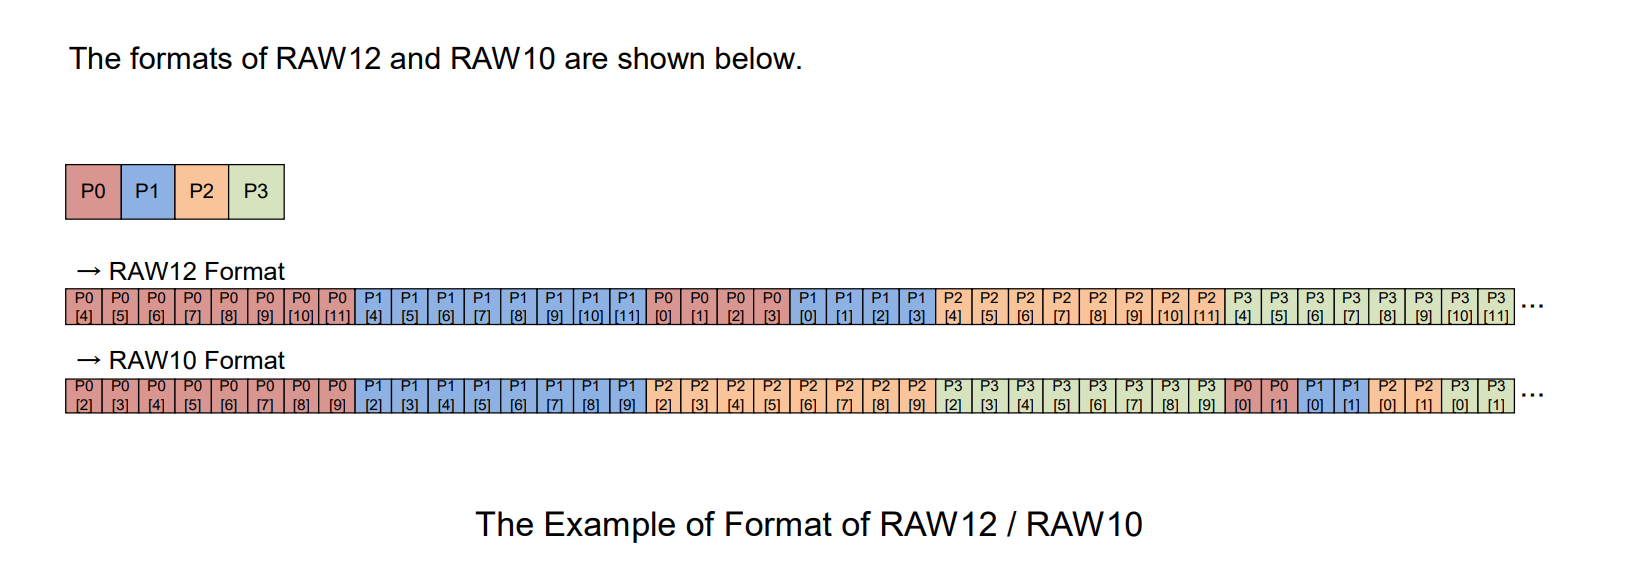 The formats of RAW12 and RAW10 are shown below.
P0 P1 P2 P3
→ RAW12 Format
P0 P0 P0 P0 P0 P0 P0 P0 P1 P1 P1 P1 P1 P1 P1 P1 P0 P0 P0 P0 P1 P1 P1 P1 P2 P2 P2 P2 P2 P2 P2 P2 P3 P3 P3 P3 P3 P3 P3 P3 ...
[4] [5] [6] [7] [8] [9] [10] [11] [4] [5] [6] [7] [8] [9] [10] [11] [0] [1] [2] [3] [0] [1] [2] [3] [4] [5] [6] [7] [8] [9] [10] [11] [4] [5] [6] [7] [8] [9] [10] [11]
→ RAW10 Format
P0 P0 P0 P0 P0 P0 P0 P0 P1 P1 P1 P1 P1 P1 P1 P1 P2 P2 P2 P2 P2 P2 P2 P2 P3 P3 P3 P3 P3 P3 P3 P3 P0 P0 P1 P1 P2 P2 P3 P3 ...
[2] [3] [4] [5] [6] [7] [8] [9] [2] [3] [4] [5] [6] [7] [8] [9] [2] [3] [4] [5] [6] [7] [8] [9] [2] [3] [4] [5] [6] [7] [8] [9] [0] [1] [0] [1] [0] [1] [0] [1]
The Example of Format of RAW12 / RAW10